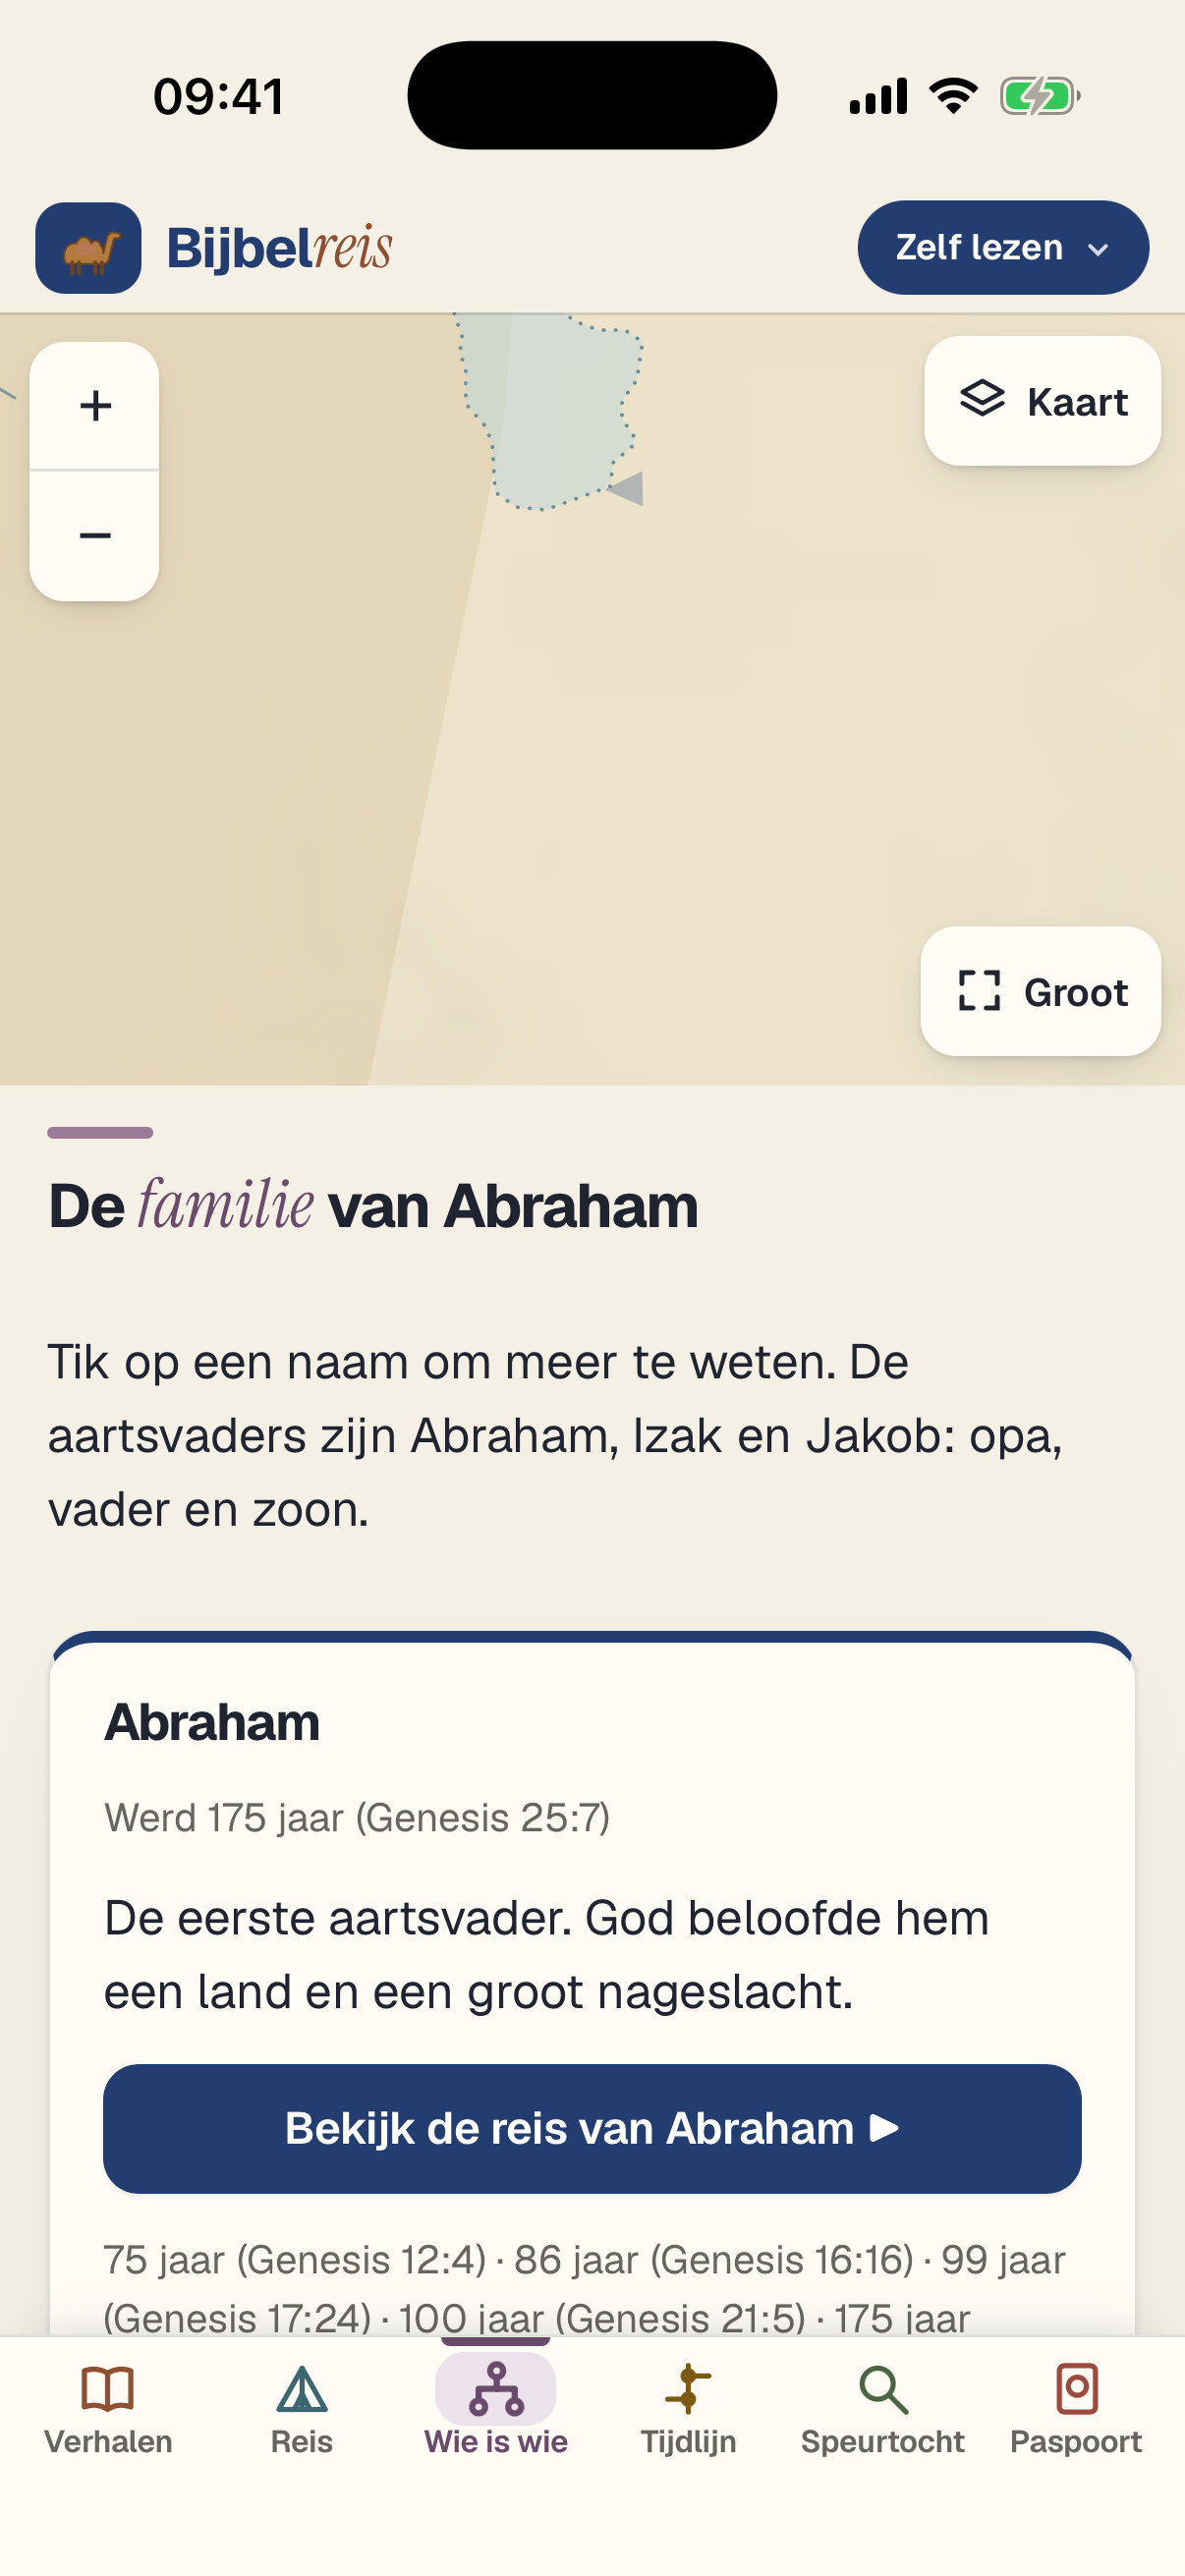 09:41
Bijbelreis
Zelf lezen
+
Kaart
−
Groot
De familie van Abraham
Tik op een naam om meer te weten. De
aartsvaders zijn Abraham, Izak en Jakob: opa,
vader en zoon.
Abraham
Werd 175 jaar (Genesis 25:7)
De eerste aartsvader. God beloofde hem
een land en een groot nageslacht.
Bekijk de reis van Abraham ▶
75 jaar (Genesis 12:4) · 86 jaar (Genesis 16:16) · 99 jaar
(Genesis 17:24) · 100 jaar (Genesis 21:5) · 175 jaar
Verhalen
Reis
Wie is wie
Tijdlijn
Speurtocht
Paspoort